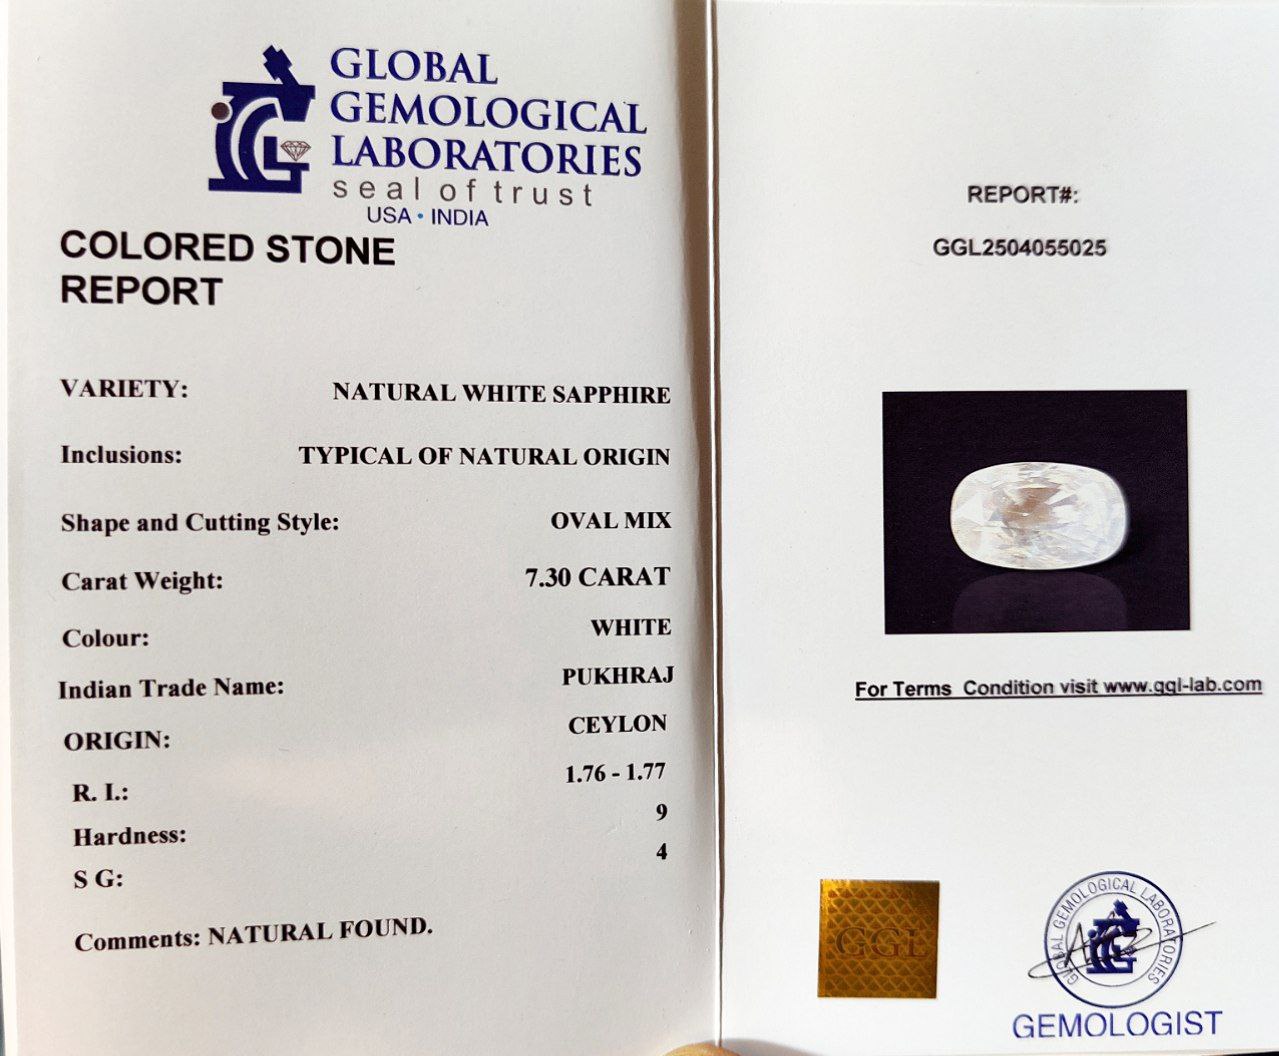 GLOBAL
GEMOLOGICAL
LABORATORIES
seal of trust
USA • INDIA
COLORED STONE
REPORT
VARIETY: NATURAL WHITE SAPPHIRE
Inclusions: TYPICAL OF NATURAL ORIGIN
Shape and Cutting Style: OVAL MIX
Carat Weight: 7.30 CARAT
Colour: WHITE
Indian Trade Name: PUKHRAJ
ORIGIN: CEYLON
R. I.: 1.76 - 1.77
Hardness: 9
S G: 4
Comments: NATURAL FOUND.
REPORT#:
GGL2504055025
For Terms Condition visit www.ggl-lab.com
GGL
GLOBAL GEMOLOGICAL LABORATORIES
GEMOLOGIST